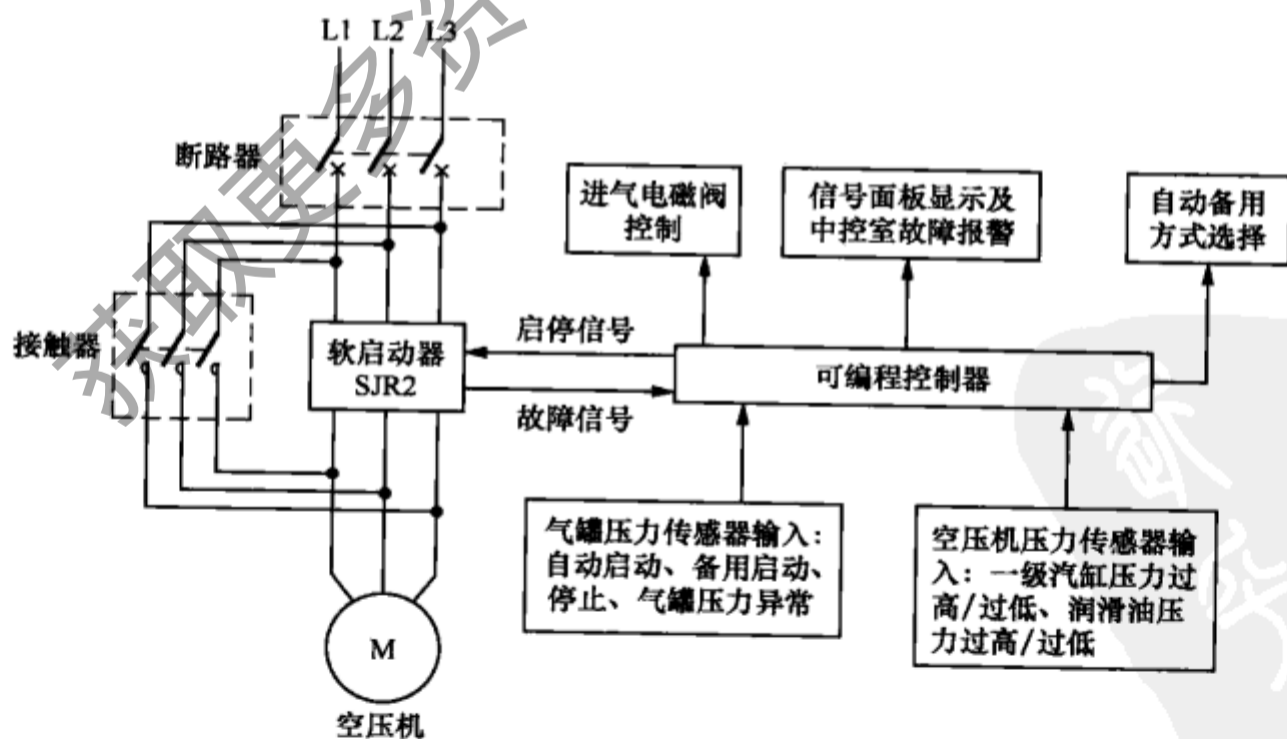 L1 L2 L3
断路器
接触器
软启动器
SJR2
启停信号
故障信号
进气电磁阀
控制
信号面板显示及
中控室故障报警
自动备用
方式选择
可编程控制器
气罐压力传感器输入：
自动启动、备用启动、
停止、气罐压力异常
空压机压力传感器输
入：一级汽缸压力过
高/过低、润滑油压
力过高/过低
M
空压机
获取更多资